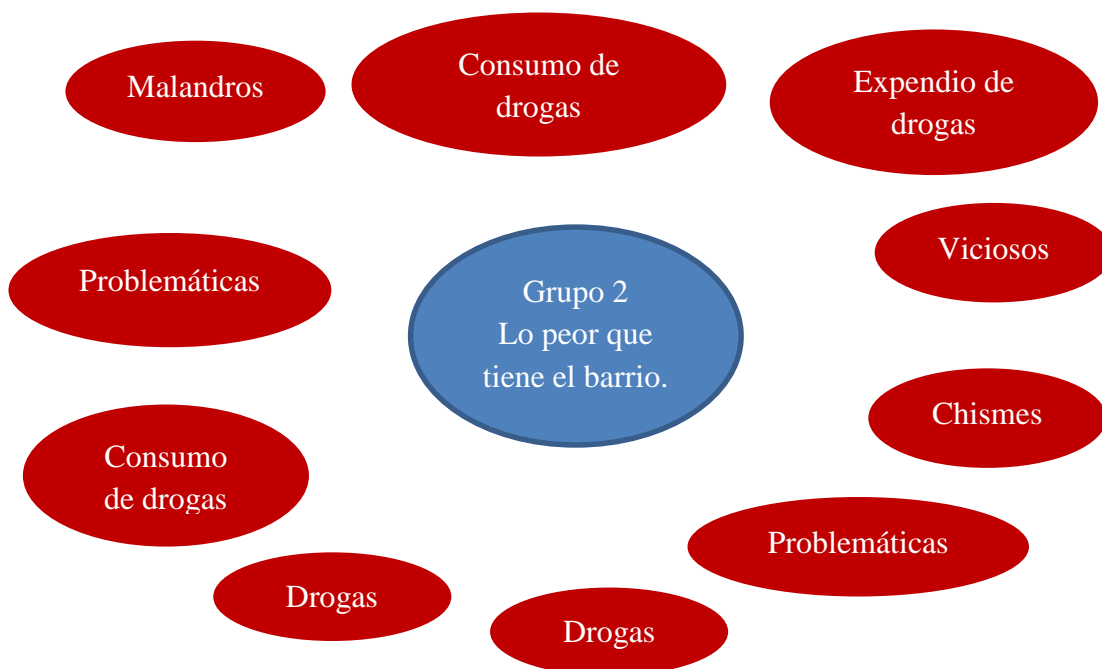 Malandros
Consumo de
drogas
Expendio de
drogas
Viciosos
Problemáticas
Grupo 2
Lo peor que
tiene el barrio.
Chismes
Consumo
de drogas
Problemáticas
Drogas
Drogas